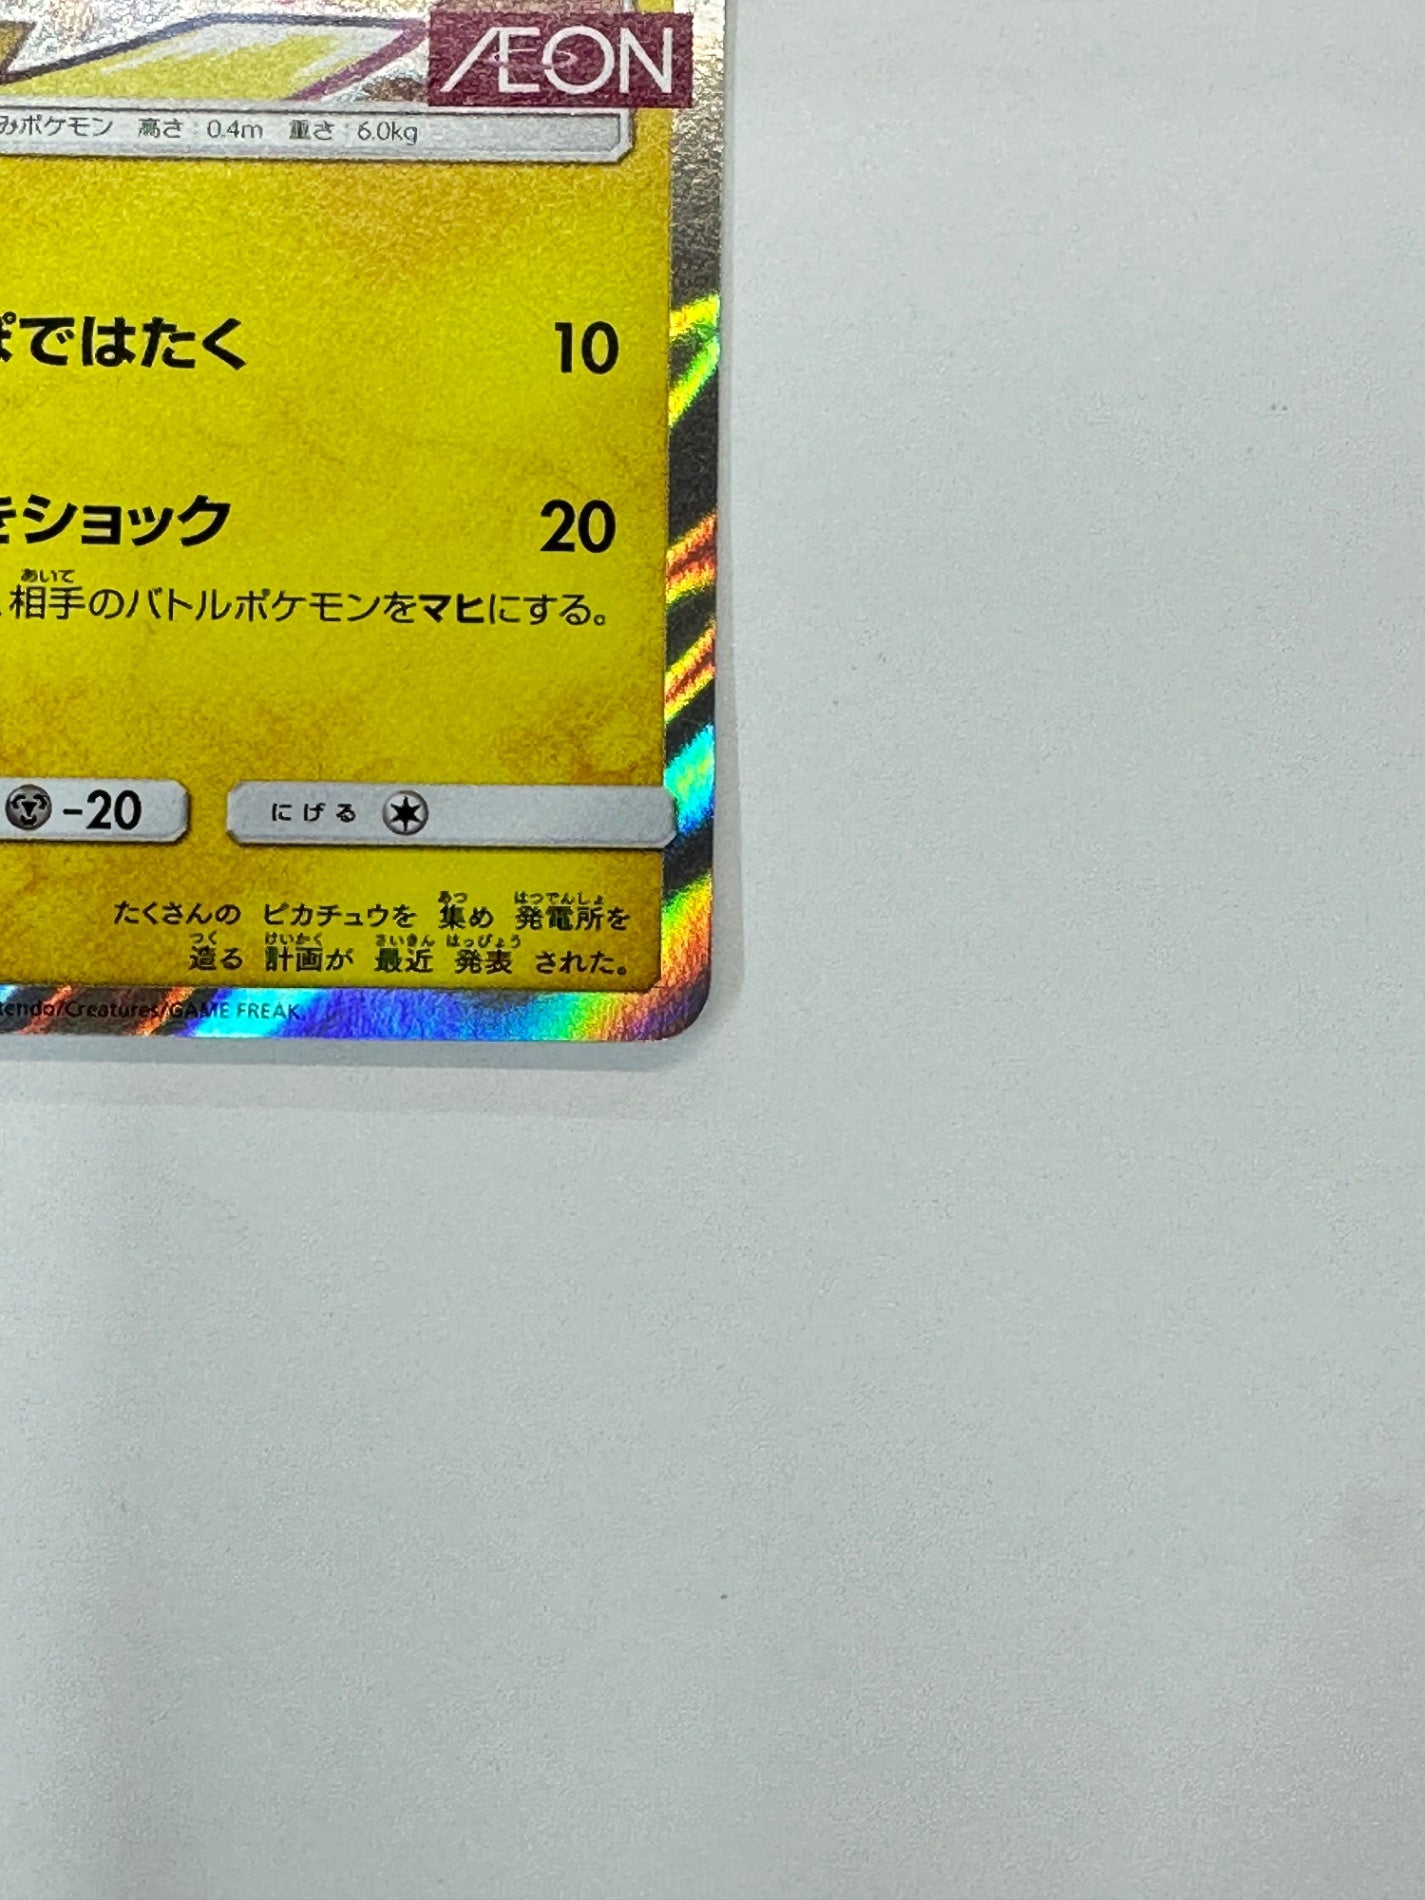 ÆON
みポケモン 高さ：0.4m 重さ：6.0kg
ぽではたく 10
をショック 20
あいて
相手のバトルポケモンをマヒにする。
-20 にげる
あつ はつでんしょ
たくさんの ピカチュウを 集め 発電所を
つく けいかく さいきん はっぴょう
造る 計画が 最近 発表 された。
tendo/Creatures/GAME FREAK.